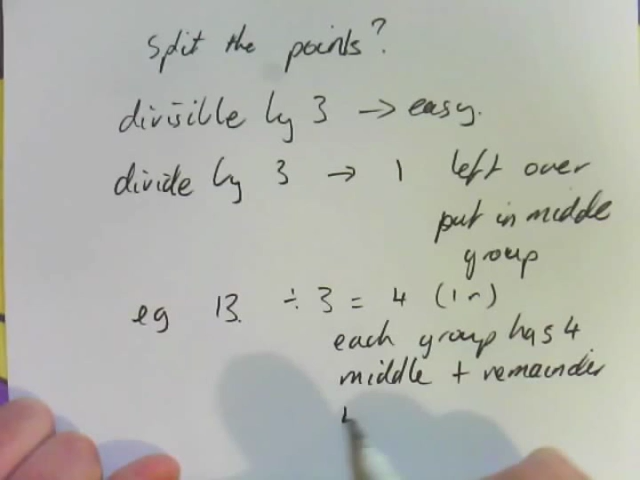 split the points?
divisible by 3 → easy.
divide by 3 → 1 left over
put in middle
group
eg 13. ÷ 3 = 4 (1 r)
each group has 4
middle + remainder